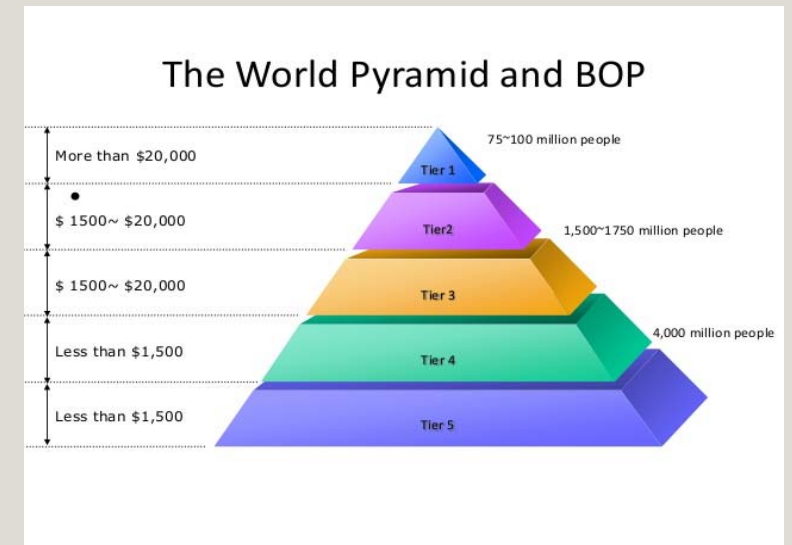 The World Pyramid and BOP
75~100 million people
More than $20,000
Tier 1
$ 1500~ $20,000
Tier2
1,500~1750 million people
$ 1500~ $20,000
Tier 3
4,000 million people
Less than $1,500
Tier 4
Less than $1,500
Tier 5